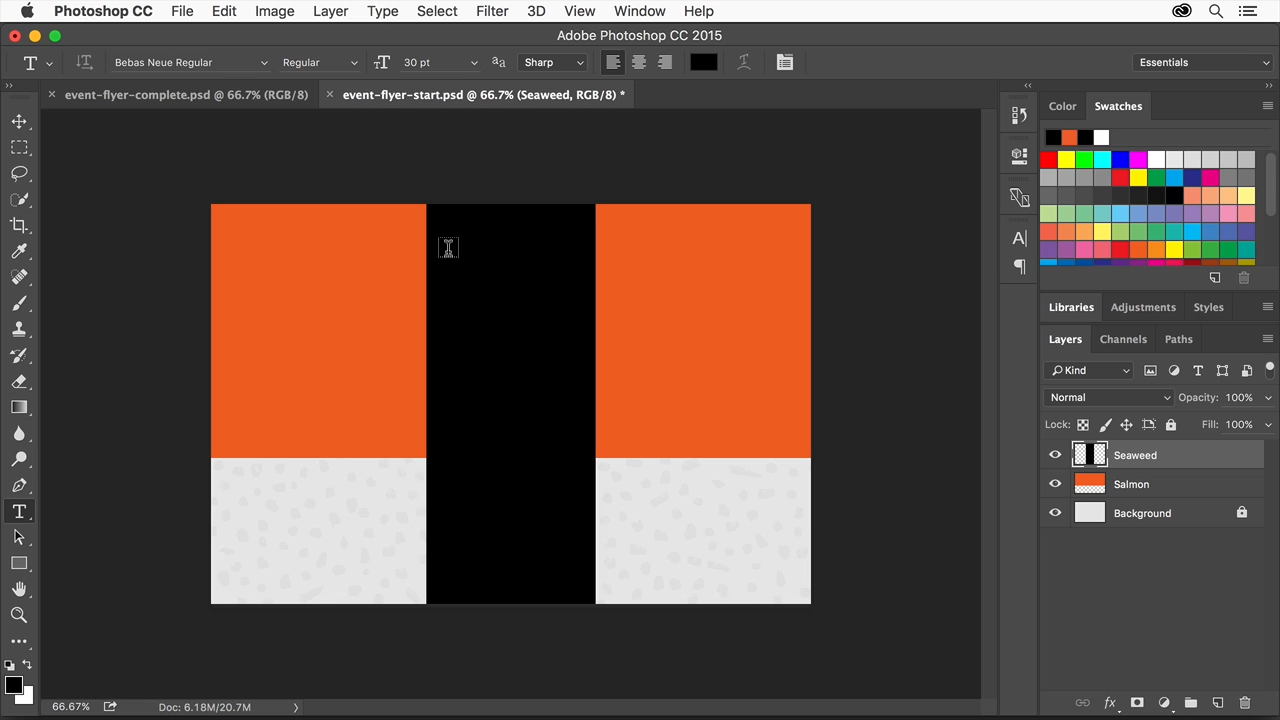 Photoshop CC File Edit Image Layer Type Select Filter 3D View Window Help
Adobe Photoshop CC 2015
T Bebas Neue Regular Regular 30 pt Sharp Essentials
event-flyer-complete.psd @ 66.7% (RGB/8) event-flyer-start.psd @ 66.7% (Seaweed, RGB/8) *
Color Swatches
Libraries Adjustments Styles
Layers Channels Paths
Kind
Normal Opacity: 100%
Lock: Fill: 100%
Seaweed
Salmon
Background
66.67% Doc: 6.18M/20.7M